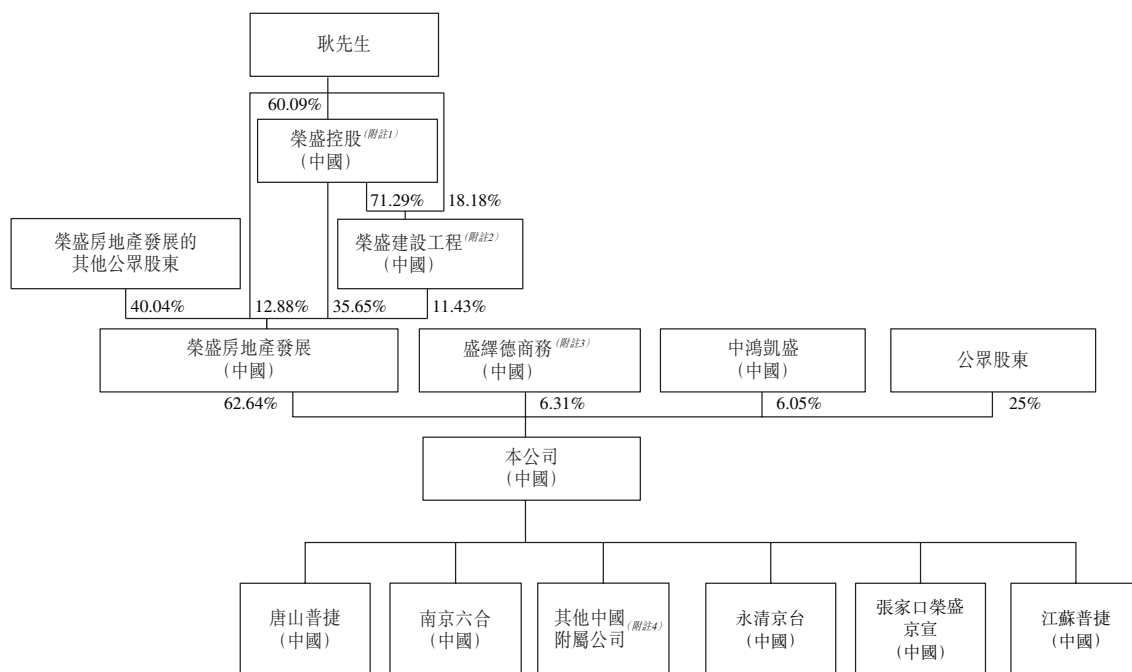 耿先生
60.09%
榮盛控股(附註1)
(中國)
71.29%
18.18%
榮盛房地產發展的
其他公眾股東
榮盛建設工程(附註2)
(中國)
40.04%
12.88%
35.65%
11.43%
榮盛房地產發展
(中國)
盛繹德商務(附註3)
(中國)
中鴻凱盛
(中國)
公眾股東
62.64%
6.31%
6.05%
25%
本公司
(中國)
唐山普捷
(中國)
南京六合
(中國)
其他中國
附屬公司(附註4)
永清京台
(中國)
張家口榮盛
京宣
(中國)
江蘇普捷
(中國)